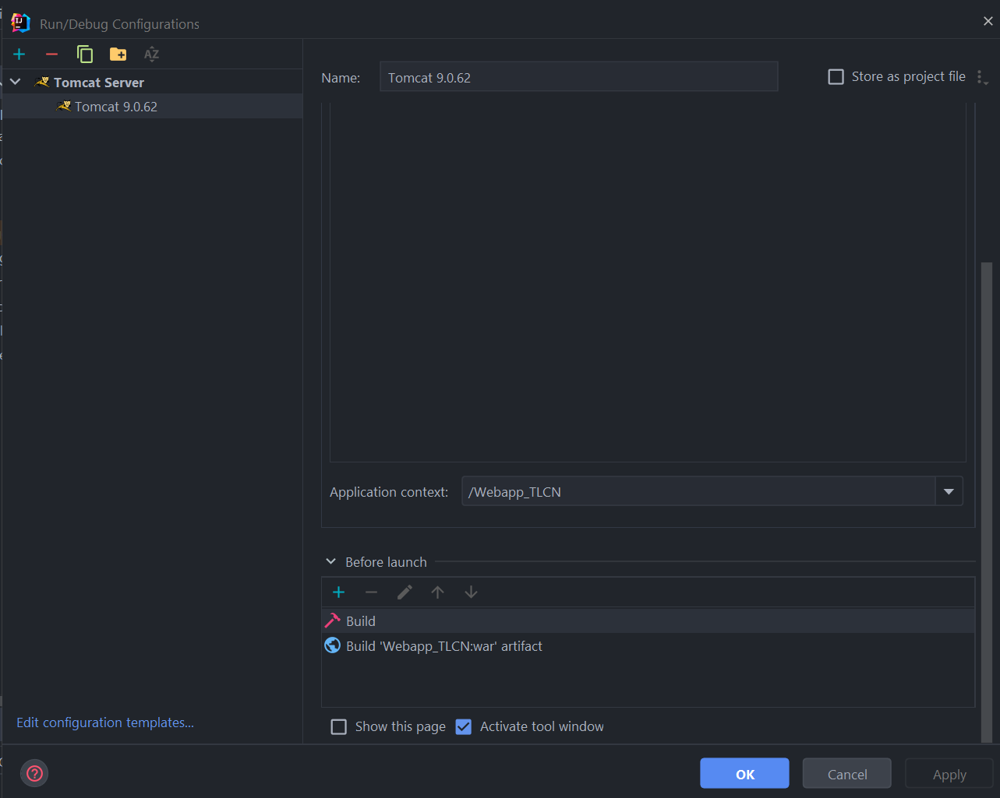 Run/Debug Configurations
Tomcat Server
Tomcat 9.0.62
Edit configuration templates...
Name: Tomcat 9.0.62 Store as project file
Application context: /Webapp_TLCN
Before launch
Build
Build 'Webapp_TLCN:war' artifact
Show this page Activate tool window
OK Cancel Apply